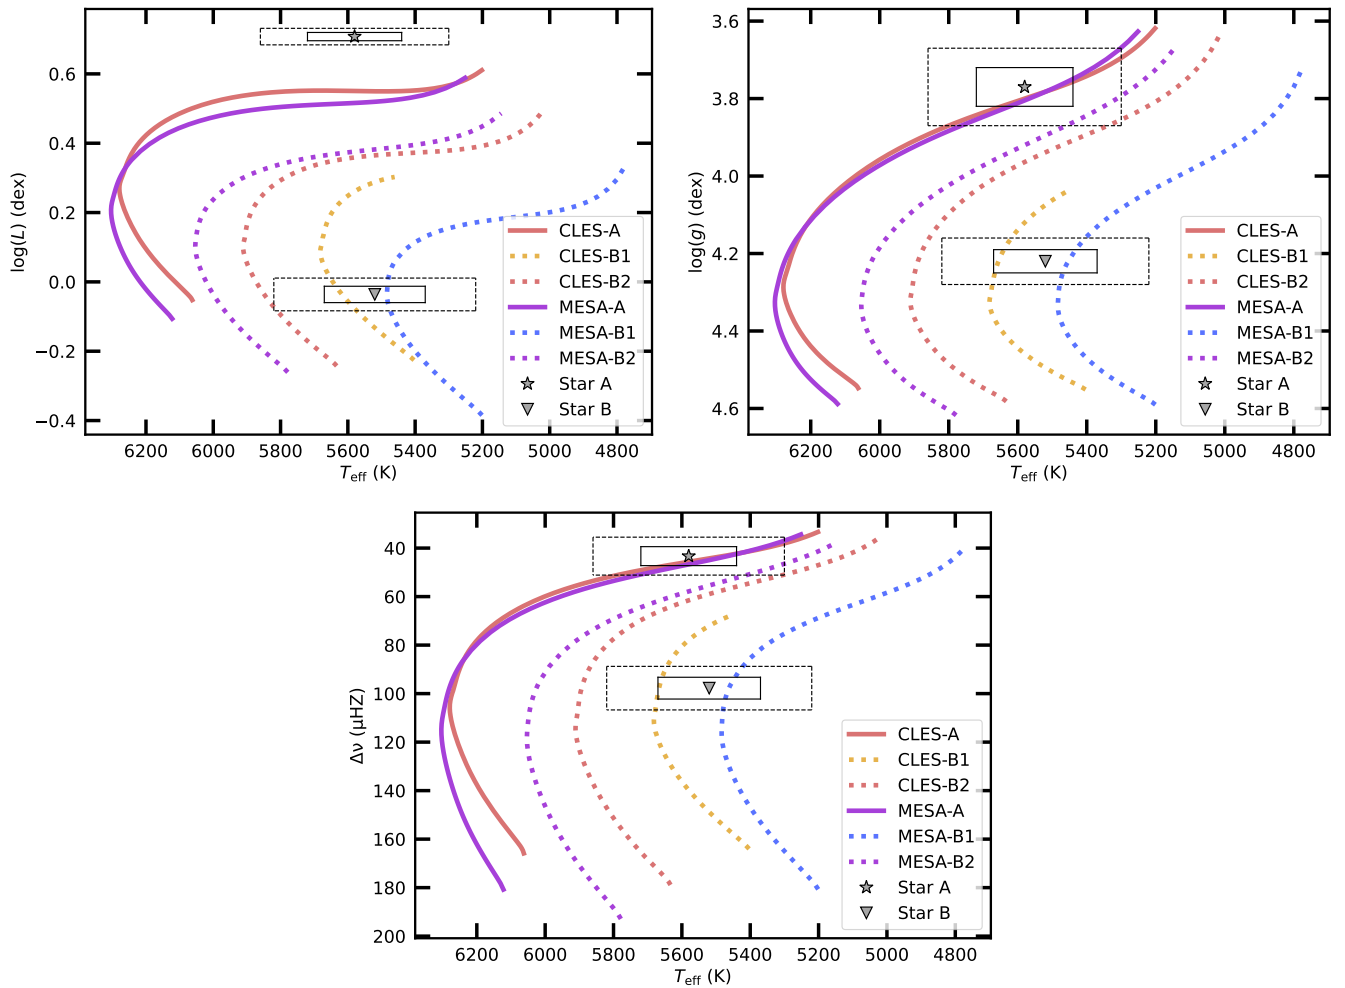 log(L) (dex)
0.6
0.4
0.2
0.0
−0.2
−0.4
6200 6000 5800 5600 5400 5200 5000 4800
Teff (K)
CLES-A
CLES-B1
CLES-B2
MESA-A
MESA-B1
MESA-B2
Star A
Star B
log(g) (dex)
3.6
3.8
4.0
4.2
4.4
4.6
6200 6000 5800 5600 5400 5200 5000 4800
Teff (K)
CLES-A
CLES-B1
CLES-B2
MESA-A
MESA-B1
MESA-B2
Star A
Star B
Δν (μHZ)
40
60
80
100
120
140
160
180
200
6200 6000 5800 5600 5400 5200 5000 4800
Teff (K)
CLES-A
CLES-B1
CLES-B2
MESA-A
MESA-B1
MESA-B2
Star A
Star B